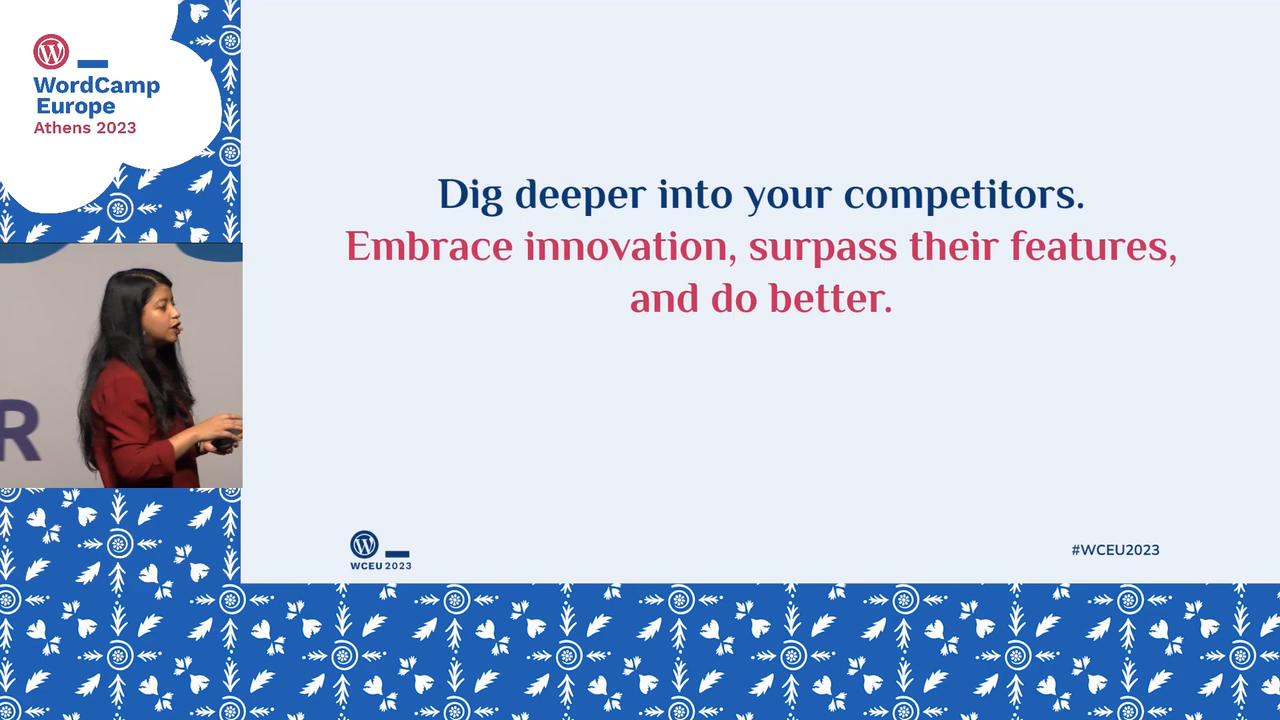 WordCamp
Europe
Athens 2023
R
Dig deeper into your competitors.
Embrace innovation, surpass their features,
and do better.
WCEU 2023
#WCEU2023